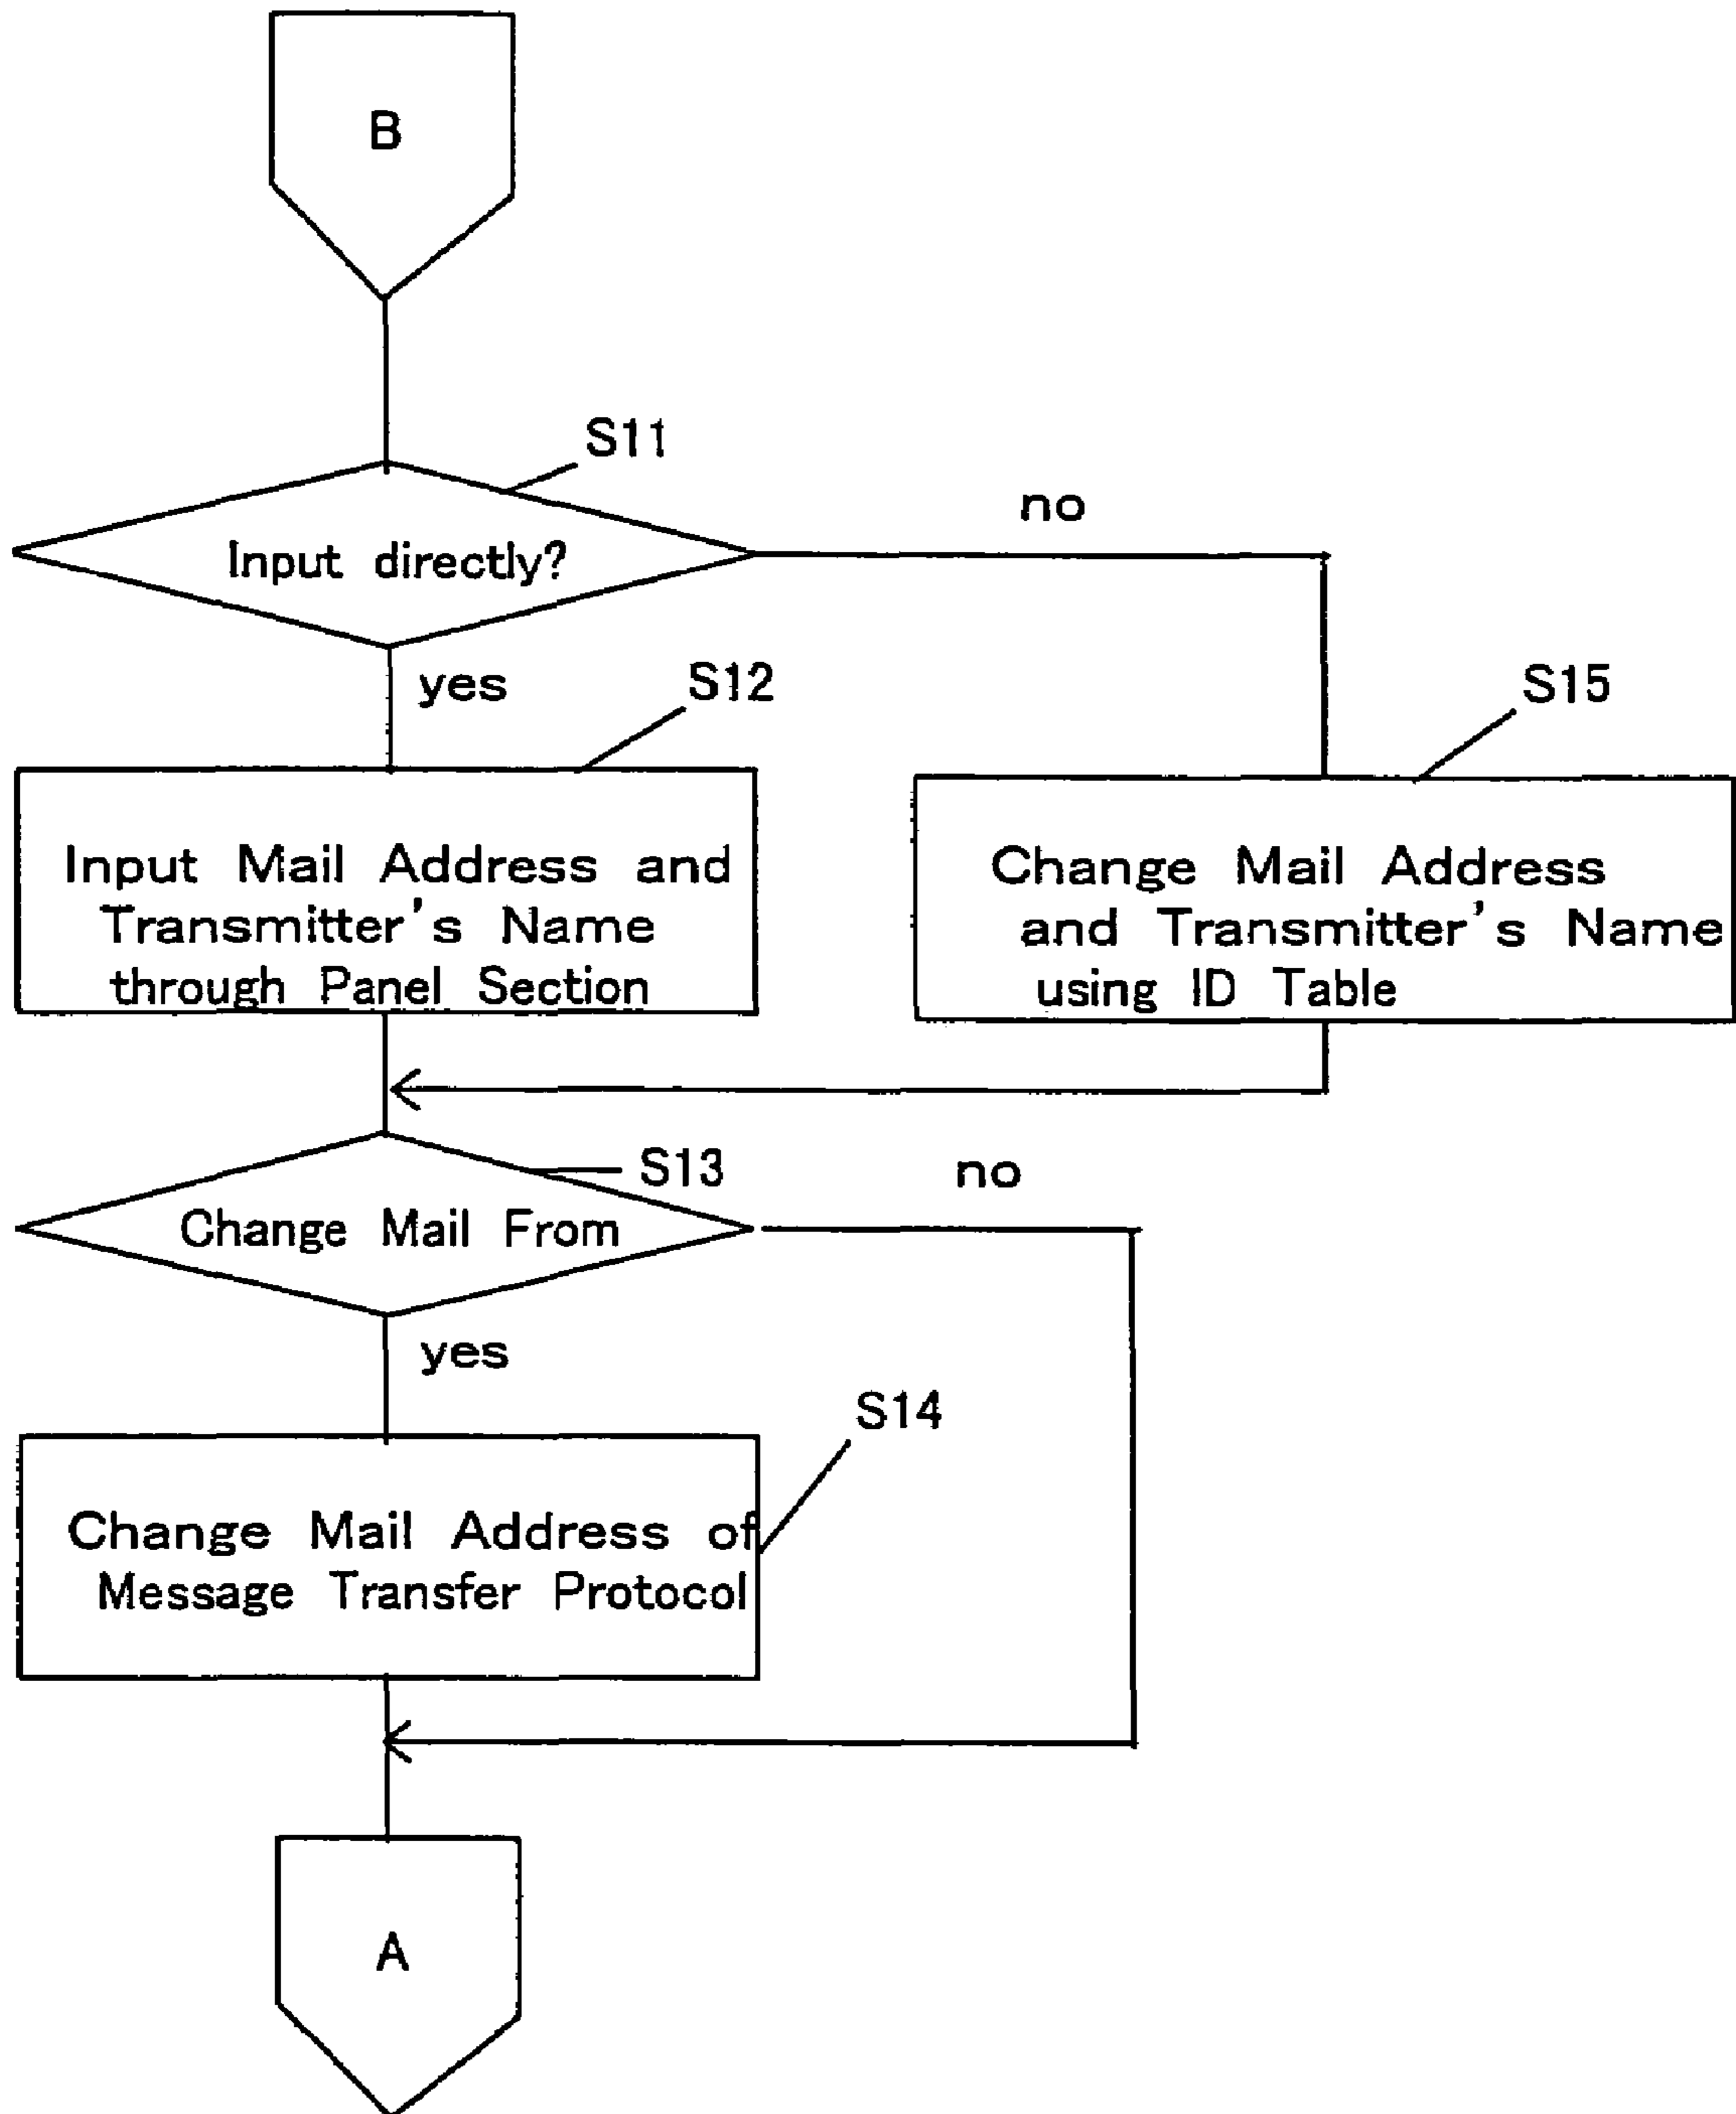 B
S11
no
Input directly?
yes
S12
S15
Input Mail Address and
Transmitter's Name
through Panel Section
Change Mail Address
and Transmitter's Name
using ID Table
S13
no
Change Mail From
yes
S14
Change Mail Address of
Message Transfer Protocol
A